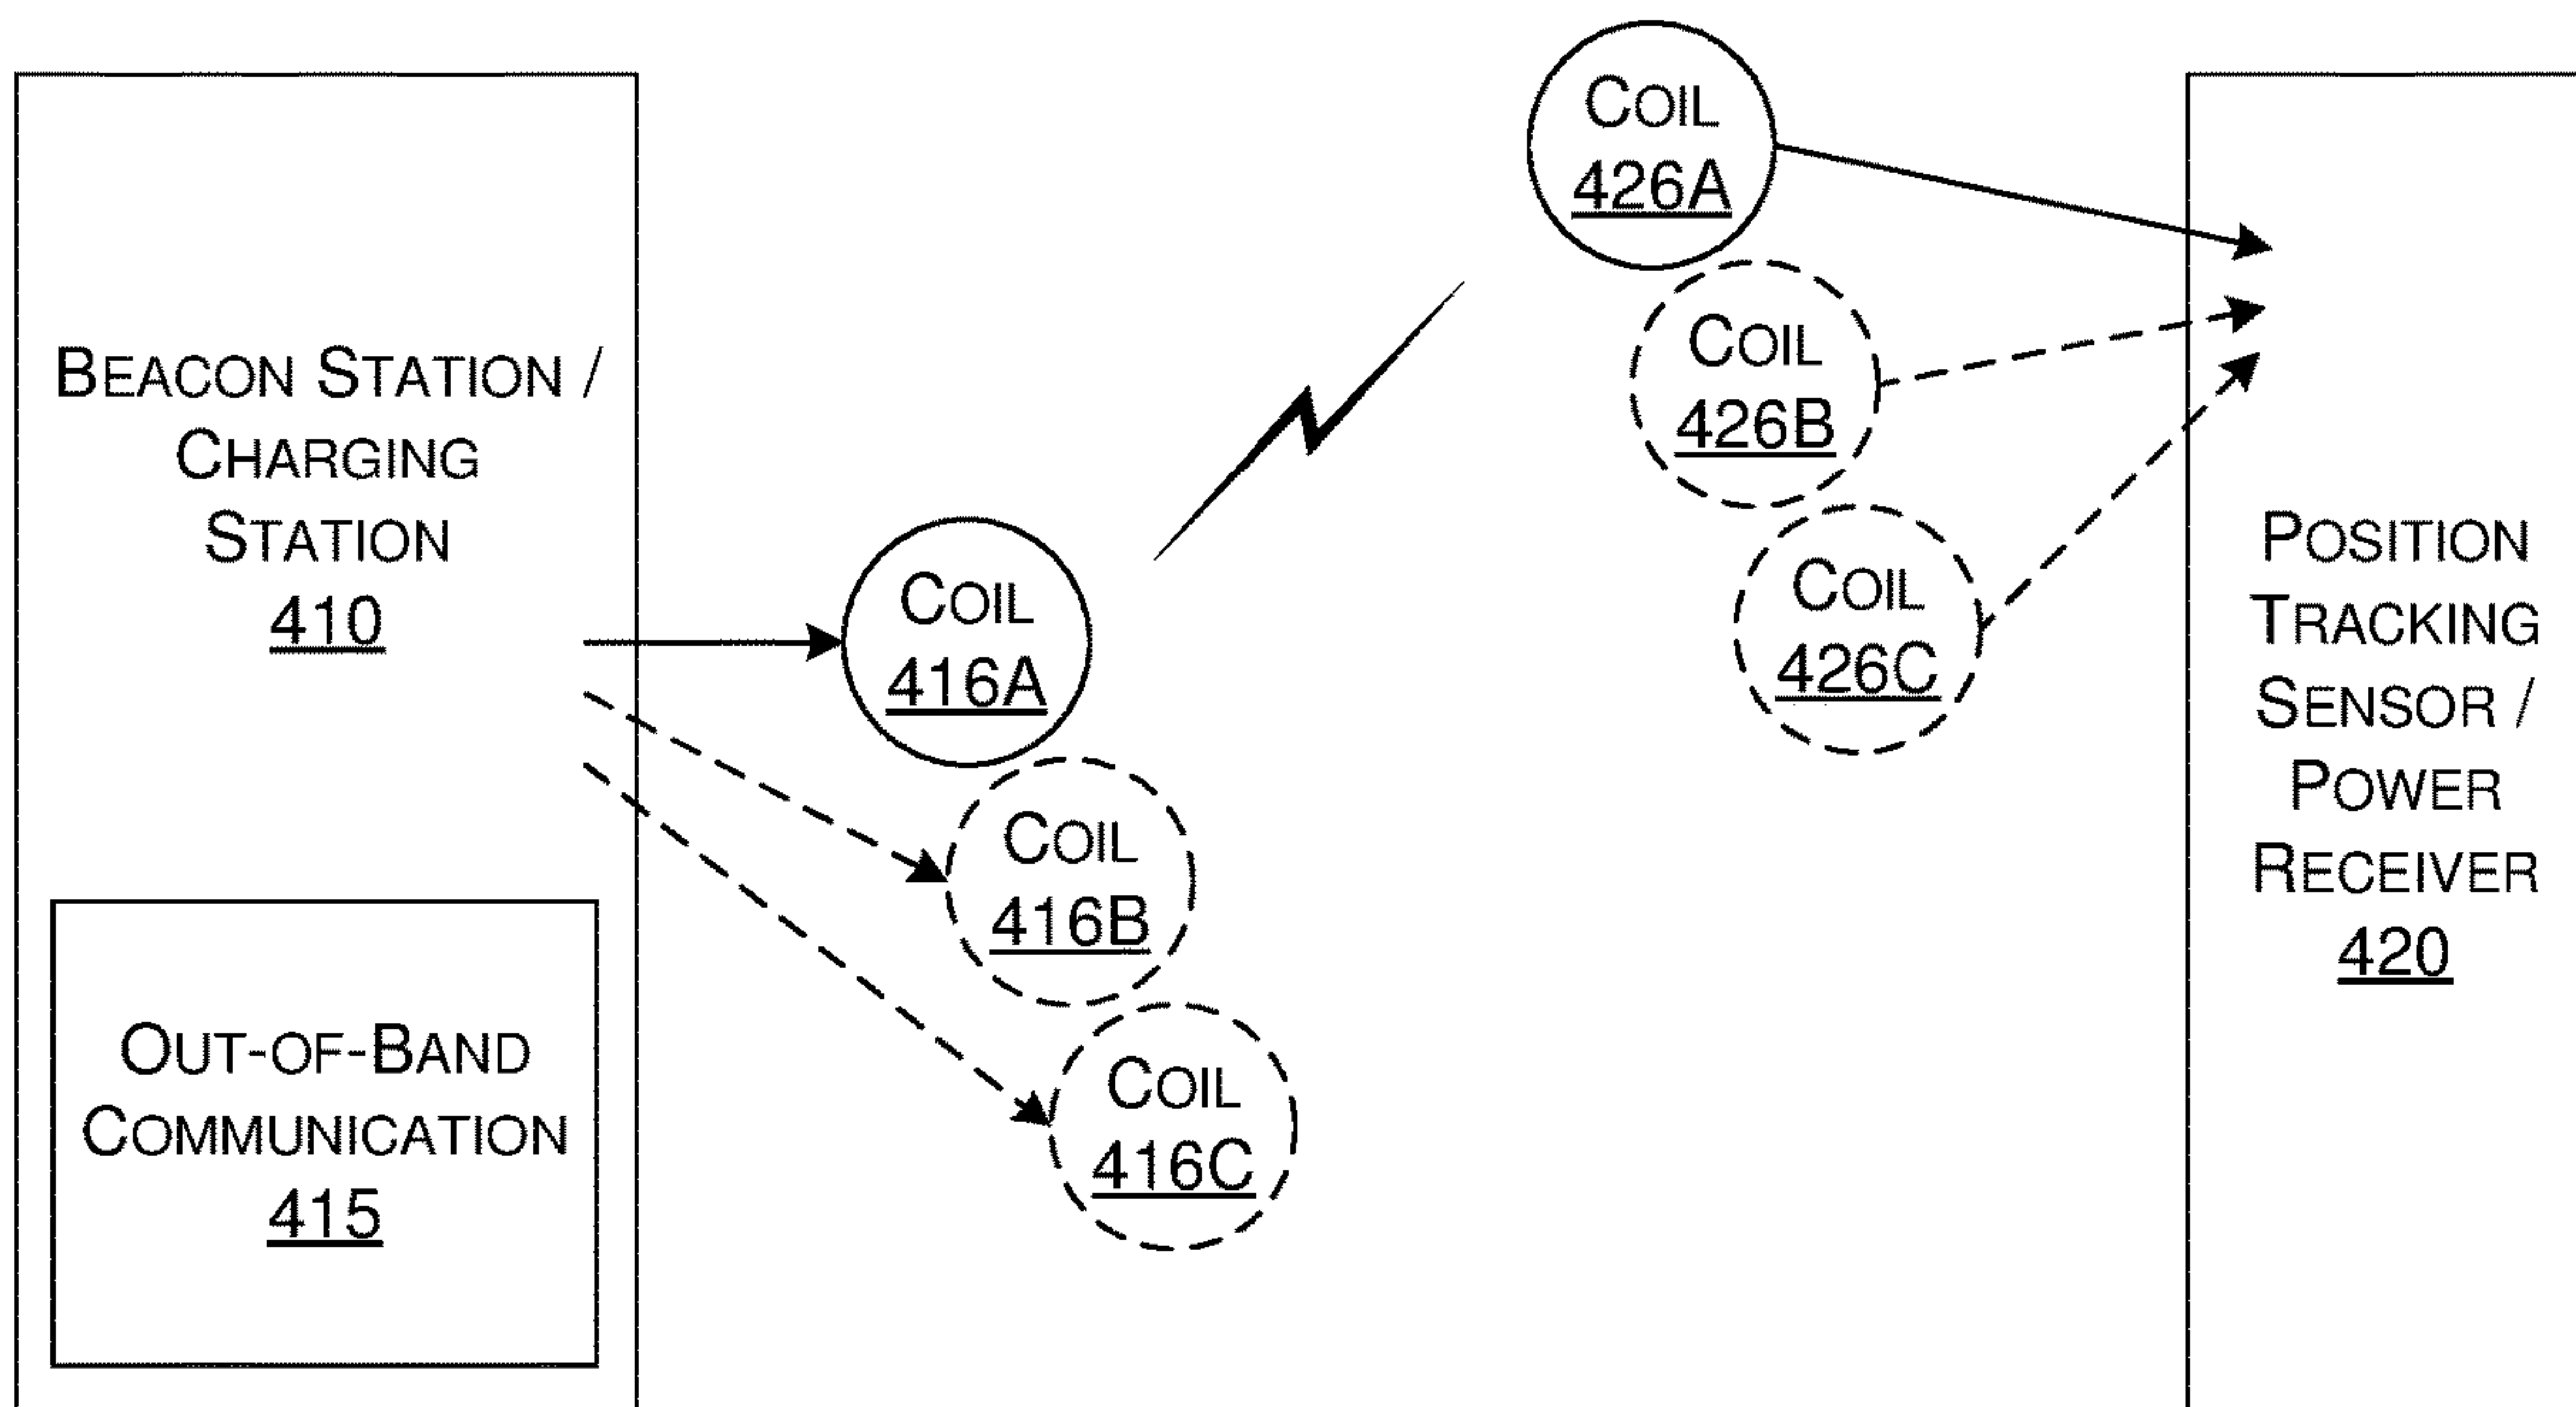 BEACON STATION /
CHARGING
STATION
410
OUT-OF-BAND
COMMUNICATION
415
COIL
416A
COIL
416B
COIL
416C
COIL
426A
COIL
426B
COIL
426C
POSITION
TRACKING
SENSOR /
POWER
RECEIVER
420